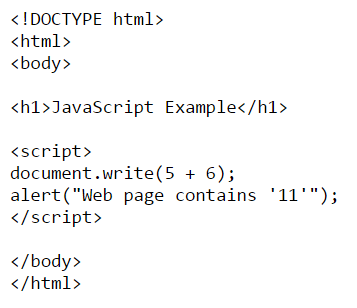 <!DOCTYPE html>
<html>
<body>
<h1>JavaScript Example</h1>
<script>
document.write(5 + 6);
alert("Web page contains '11'");
</script>
</body>
</html>